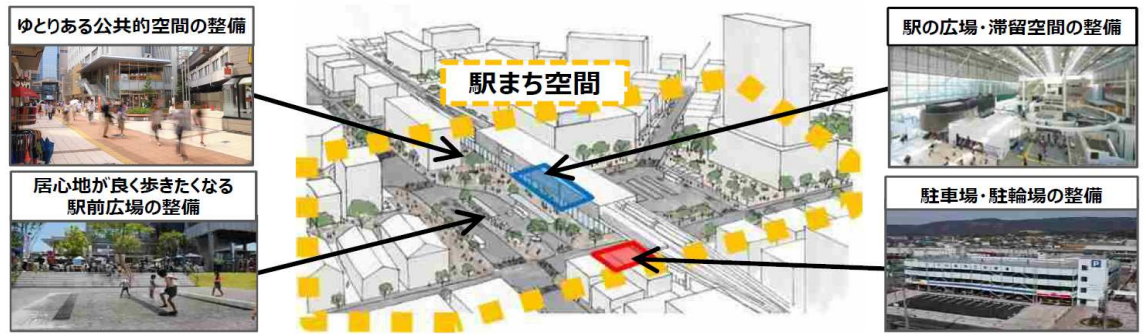 ゆとりある公共的空間の整備
居心地が良く歩きたくなる
駅前広場の整備
駅まち空間
駅の広場・滞留空間の整備
駐車場・駐輪場の整備
P